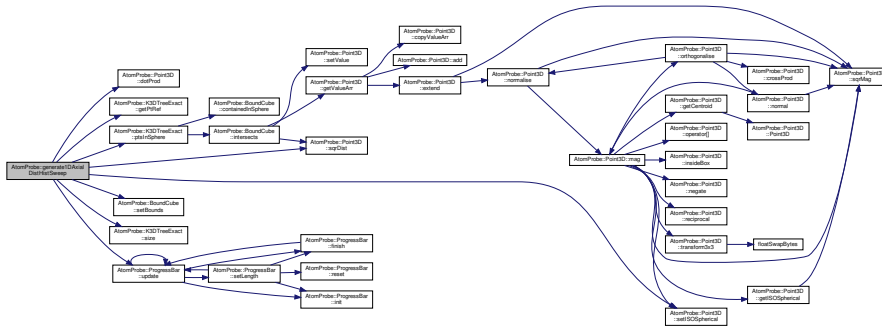 AtomProbe::generate1DAxial
DistHistSweep
AtomProbe::Point3D
::dotProd
AtomProbe::K3DTreeExact
::getPtRef
AtomProbe::K3DTreeExact
::ptsInSphere
AtomProbe::BoundCube
::setBounds
AtomProbe::K3DTreeExact
::size
AtomProbe::ProgressBar
::update
AtomProbe::BoundCube
::containedInSphere
AtomProbe::BoundCube
::intersects
AtomProbe::ProgressBar
::setLength
AtomProbe::Point3D
::setValue
AtomProbe::Point3D
::getValueArr
AtomProbe::Point3D
::sqrDist
AtomProbe::ProgressBar
::finish
AtomProbe::ProgressBar
::reset
AtomProbe::ProgressBar
::init
AtomProbe::Point3D
::copyValueArr
AtomProbe::Point3D::add
AtomProbe::Point3D
::extend
AtomProbe::Point3D
::normalise
AtomProbe::Point3D::mag
AtomProbe::Point3D
::orthogonalise
AtomProbe::Point3D
::getCentroid
AtomProbe::Point3D
::operator[]
AtomProbe::Point3D
::insideBox
AtomProbe::Point3D
::negate
AtomProbe::Point3D
::reciprocal
AtomProbe::Point3D
::transform3x3
AtomProbe::Point3D
::setISOSpherical
AtomProbe::Point3D
::crossProd
AtomProbe::Point3D
::normal
AtomProbe::Point3D
::Point3D
floatSwapBytes
AtomProbe::Point3D
::getISOSpherical
AtomProbe::Point3D
::sqrMag